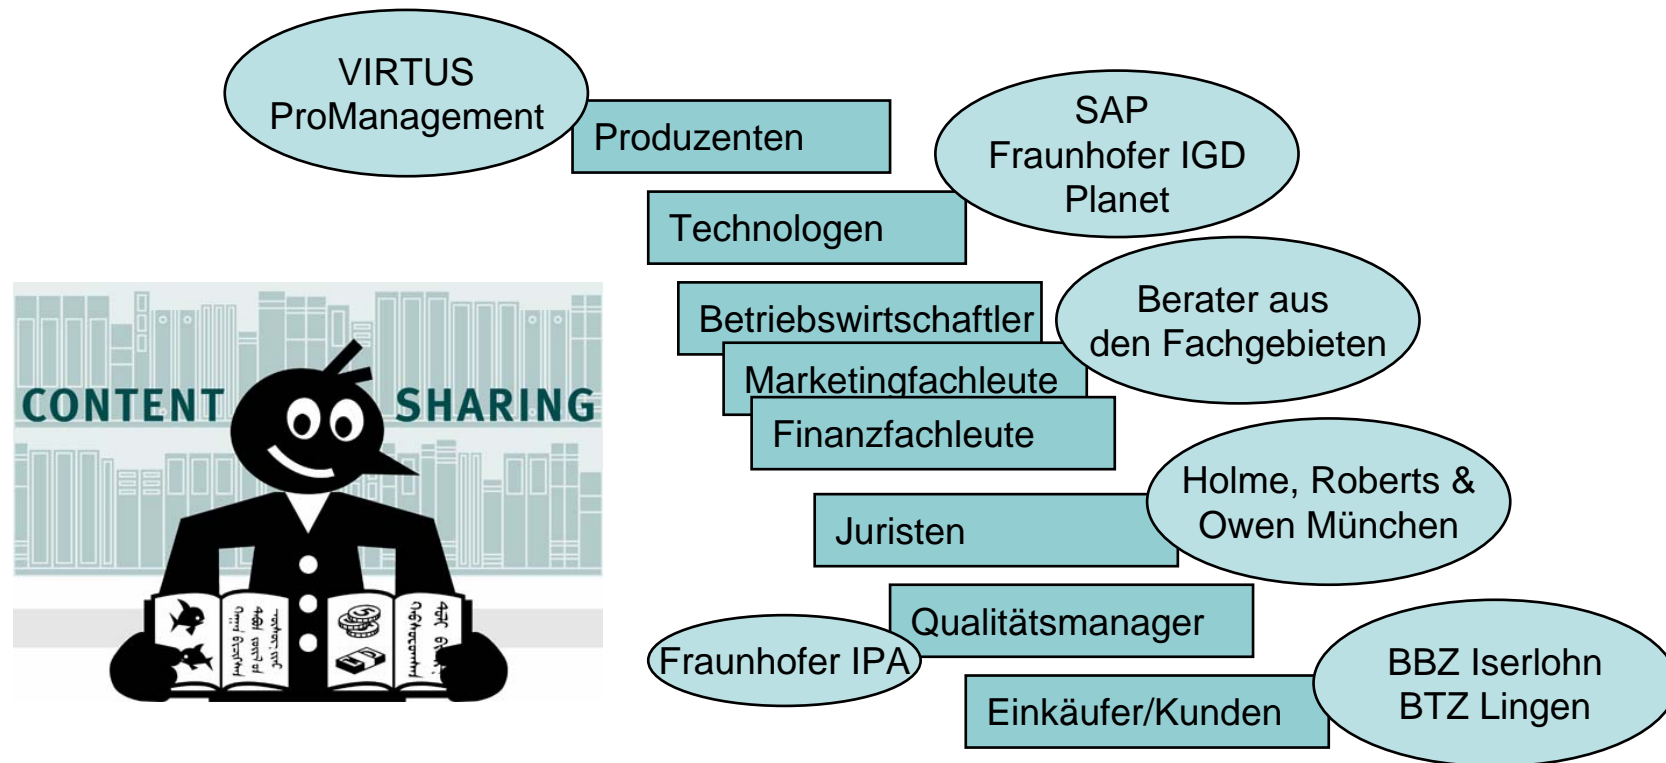 VIRTUS
ProManagement
Produzenten
SAP
Fraunhofer IGD
Planet
Technologen
Betriebswirtschaftler
Berater aus
den Fachgebieten
Marketingfachleute
Finanzfachleute
CONTENT SHARING
Holme, Roberts &
Owen München
Juristen
Qualitätsmanager
Fraunhofer IPA
BBZ Iserlohn
BTZ Lingen
Einkäufer/Kunden